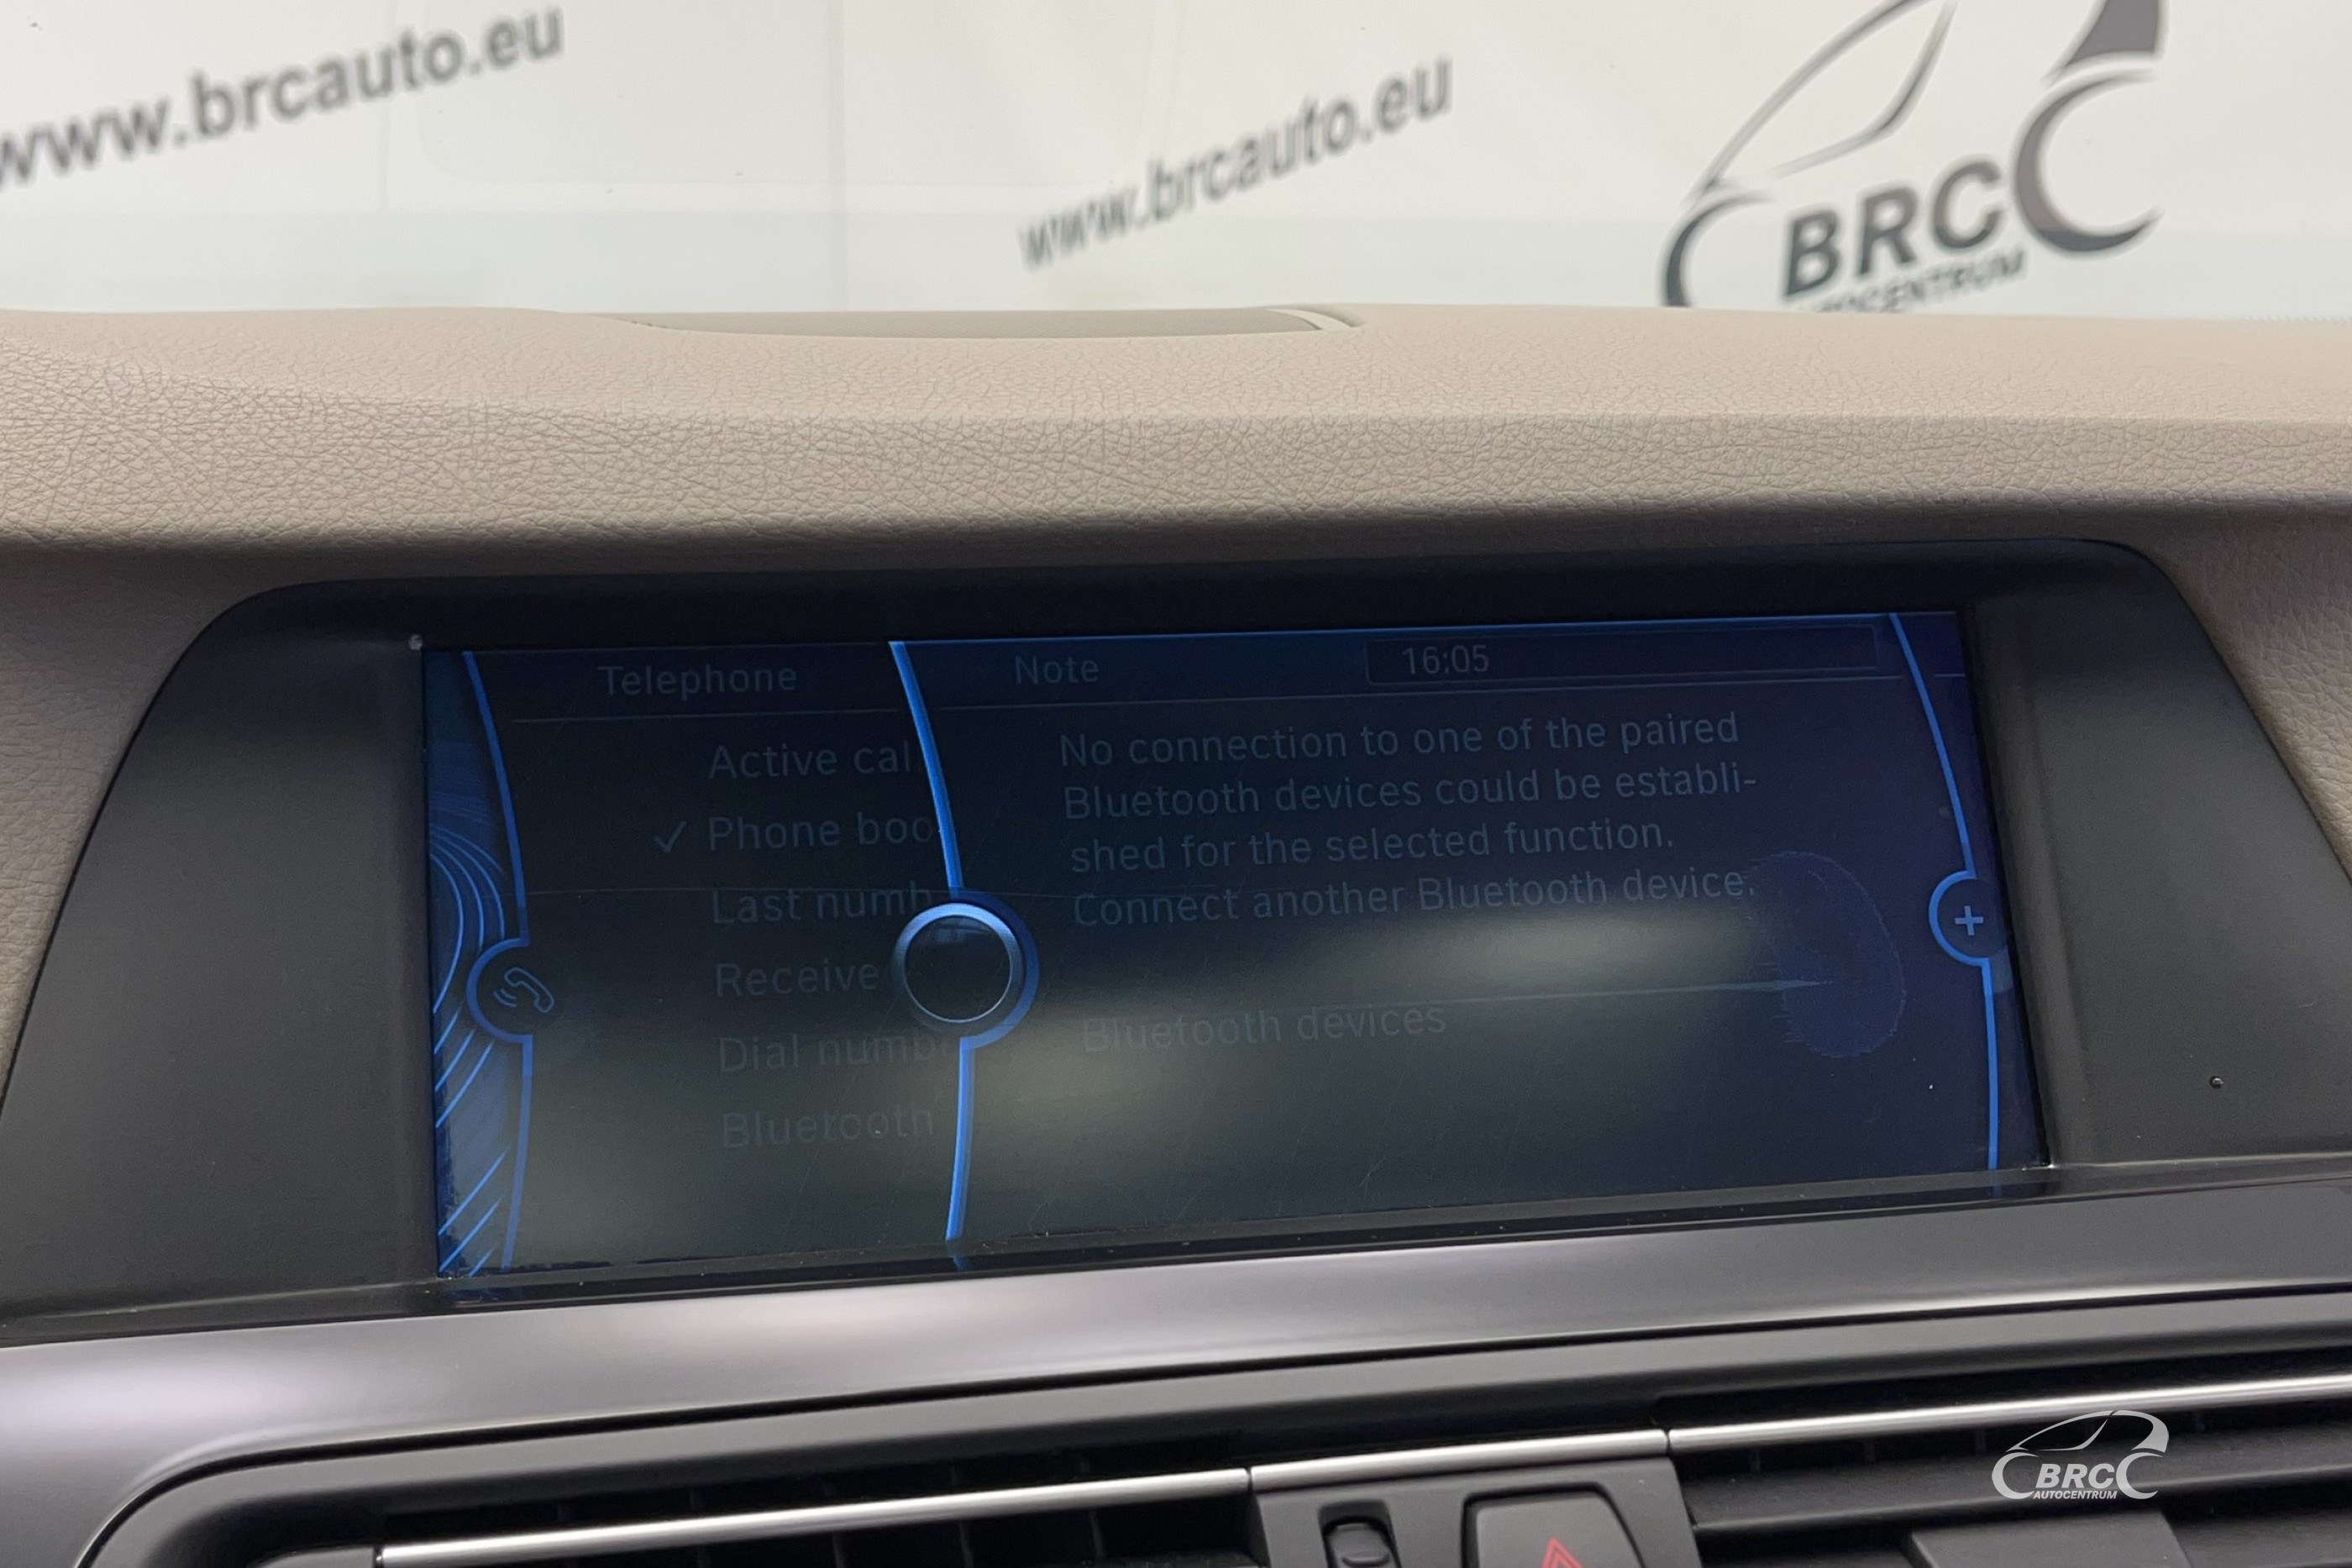 www.brcauto.eu
www.brcauto.eu
BRC
AUTOCENTRUM
Telephone
Note
16:05
Active cal
✓ Phone boo
Last numb
Receive
Dial numb
Bluetooth
No connection to one of the paired
Bluetooth devices could be establi-
shed for the selected function.
Connect another Bluetooth device.
Bluetooth devices
+
BRC
AUTOCENTRUM